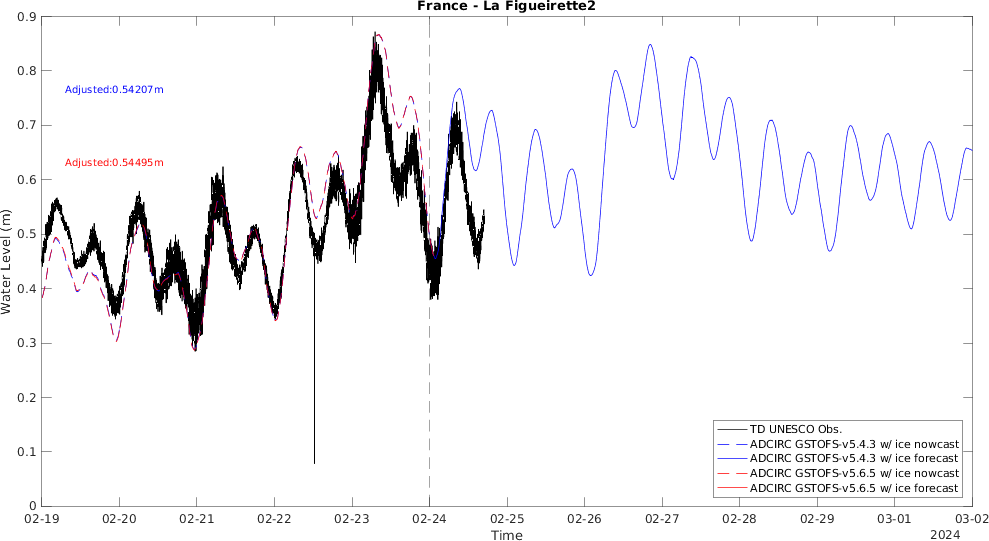 France - La Figueirette2
0.9
0.8
0.7
0.6
0.5
0.4
0.3
0.2
0.1
0
Water Level (m)
Adjusted:0.54207m
Adjusted:0.54495m
TD UNESCO Obs.
ADCIRC GSTOFS-v5.4.3 w/ ice nowcast
ADCIRC GSTOFS-v5.4.3 w/ ice forecast
ADCIRC GSTOFS-v5.6.5 w/ ice nowcast
ADCIRC GSTOFS-v5.6.5 w/ ice forecast
02-19 02-20 02-21 02-22 02-23 02-24 02-25 02-26 02-27 02-28 02-29 03-01 03-02
Time
2024